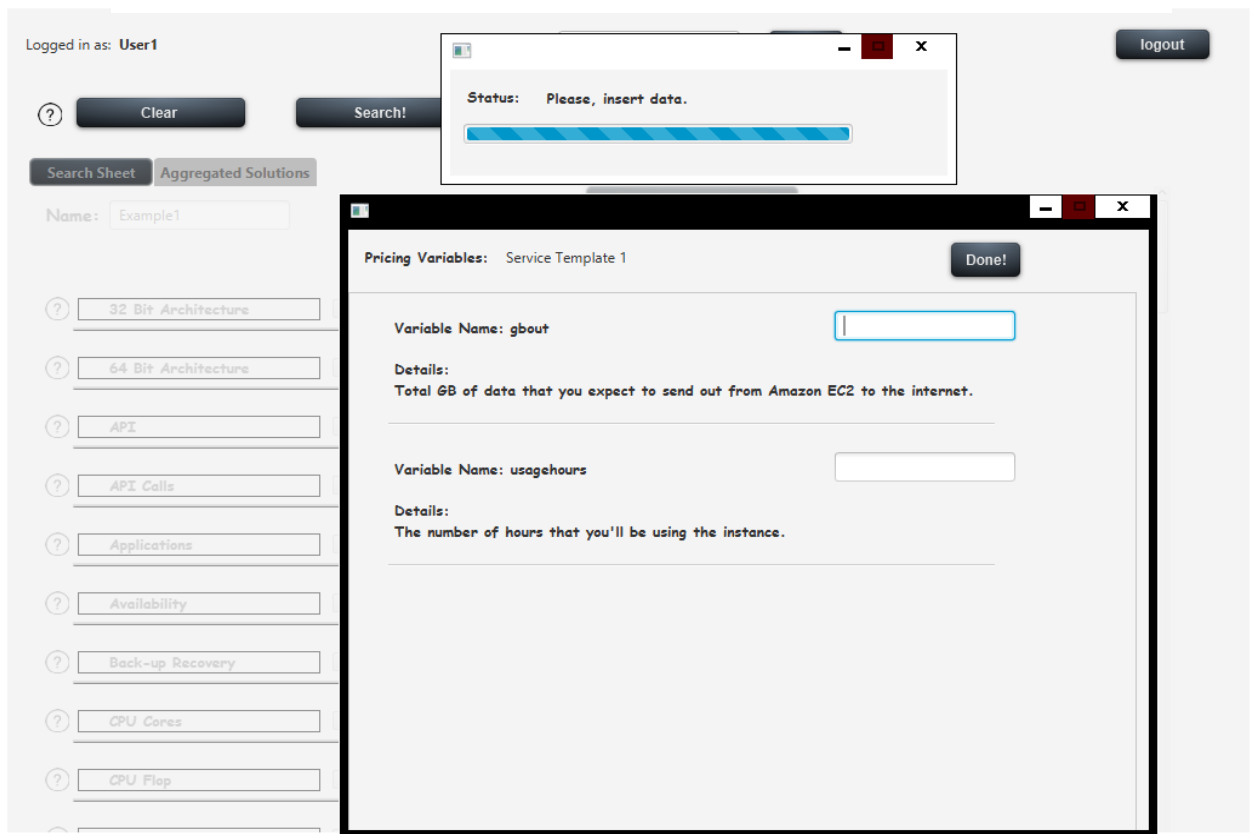 Logged in as: User1
logout
Status: Please, insert data.
? Clear Search!
Search Sheet Aggregated Solutions
Name: Example1
Pricing Variables: Service Template 1 Done!
Variable Name: gbout
Details:
Total GB of data that you expect to send out from Amazon EC2 to the internet.
Variable Name: usagehours
Details:
The number of hours that you'll be using the instance.
? 32 Bit Architecture
? 64 Bit Architecture
? API
? API Calls
? Applications
? Availability
? Back-up Recovery
? CPU Cores
? CPU Flop